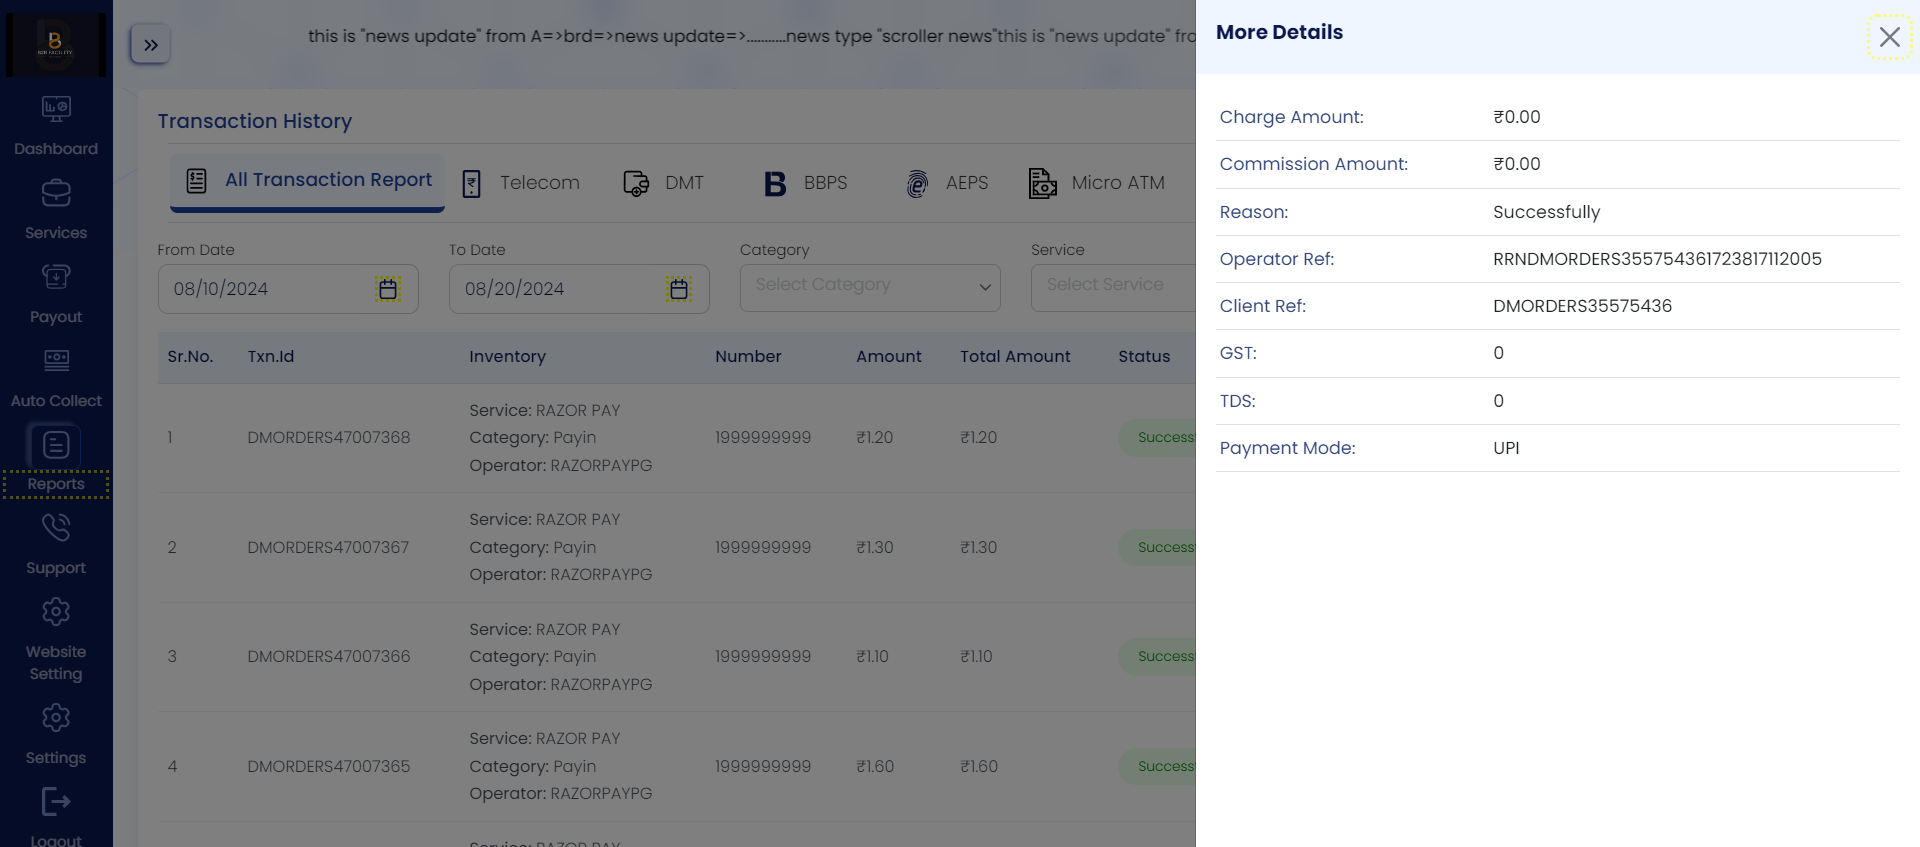 B2B FACILITY
this is "news update" from A=>brd=>news update=>...........news type "scroller news"this is "news update" fro
Dashboard
Services
Payout
Auto Collect
Reports
Support
Website
Setting
Settings
Logout
Transaction History
All Transaction Report
Telecom
DMT
BBPS
AEPS
Micro ATM
From Date
To Date
Category
Service
08/10/2024
08/20/2024
Select Category
Select Service
Sr.No. Txn.Id Inventory Number Amount Total Amount Status
Service: RAZOR PAY
1 DMORDERS47007368 Category: Payin 1999999999 ₹1.20 ₹1.20 Success
Operator: RAZORPAYPG
Service: RAZOR PAY
2 DMORDERS47007367 Category: Payin 1999999999 ₹1.30 ₹1.30 Success
Operator: RAZORPAYPG
Service: RAZOR PAY
3 DMORDERS47007366 Category: Payin 1999999999 ₹1.10 ₹1.10 Success
Operator: RAZORPAYPG
Service: RAZOR PAY
4 DMORDERS47007365 Category: Payin 1999999999 ₹1.60 ₹1.60 Success
Operator: RAZORPAYPG
Service: RAZOR PAY
More Details
Charge Amount: ₹0.00
Commission Amount: ₹0.00
Reason: Successfully
Operator Ref: RRNDMORDERS355754361723817112005
Client Ref: DMORDERS35575436
GST: 0
TDS: 0
Payment Mode: UPI